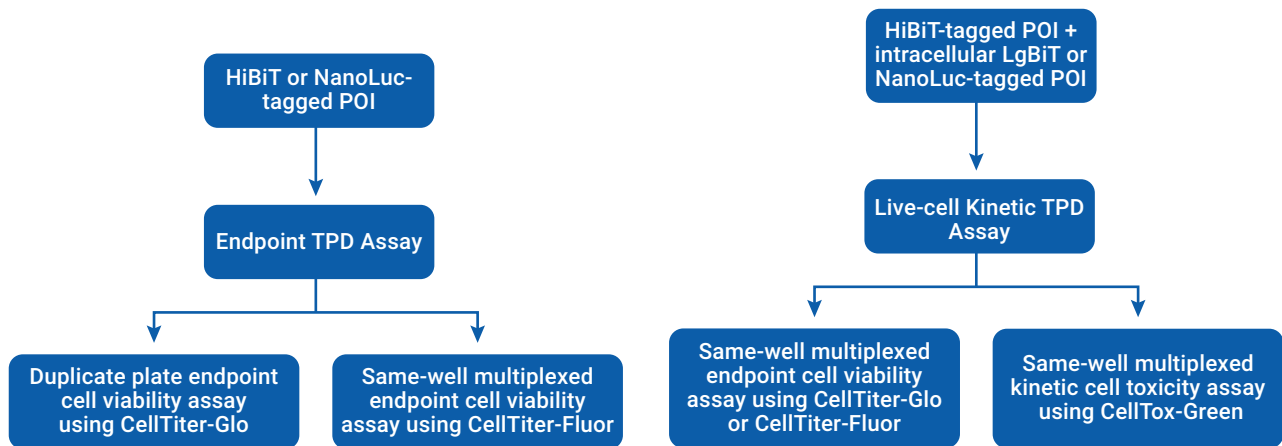 HiBiT or NanoLuc-
tagged POI
Endpoint TPD Assay
Duplicate plate endpoint
cell viability assay
using CellTiter-Glo
Same-well multiplexed
endpoint cell viability
assay using CellTiter-Fluor
HiBiT-tagged POI +
intracellular LgBiT or
NanoLuc-tagged POI
Live-cell Kinetic TPD
Assay
Same-well multiplexed
endpoint cell viability
assay using CellTiter-Glo
or CellTiter-Fluor
Same-well multiplexed
kinetic cell toxicity assay
using CellTox-Green